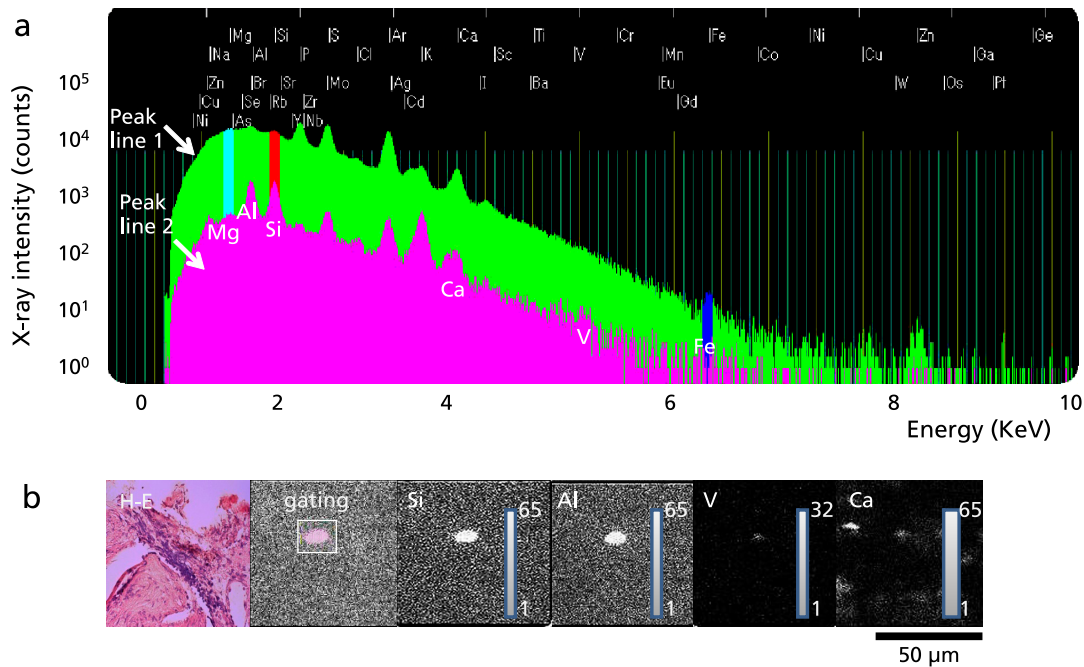 a
X-ray intensity (counts)
10⁵
10⁴
10³
10²
10¹
10⁰
|Mg |Si |S |Ar |Ca |Ti |Cr |Fe |Ni |Zn |Ge
|Na |Al |P |Cl |K |Sc |V |Mn |Co |Cu |Ga
|Zn |Br |Sr |Mo |Ag |I |Ba |Eu |W |Os |Pt
|Cu |Se |Rb |Zr |Cd |Gd
|Ni |As |Y |Nb
Peak
line 1
Peak
line 2
Mg
Al
Si
Ca
V
Fe
0 2 4 6 8 10
Energy (KeV)
b
H-E gating Si Al V Ca
65 65 32 65
1 1 1 1
50 μm